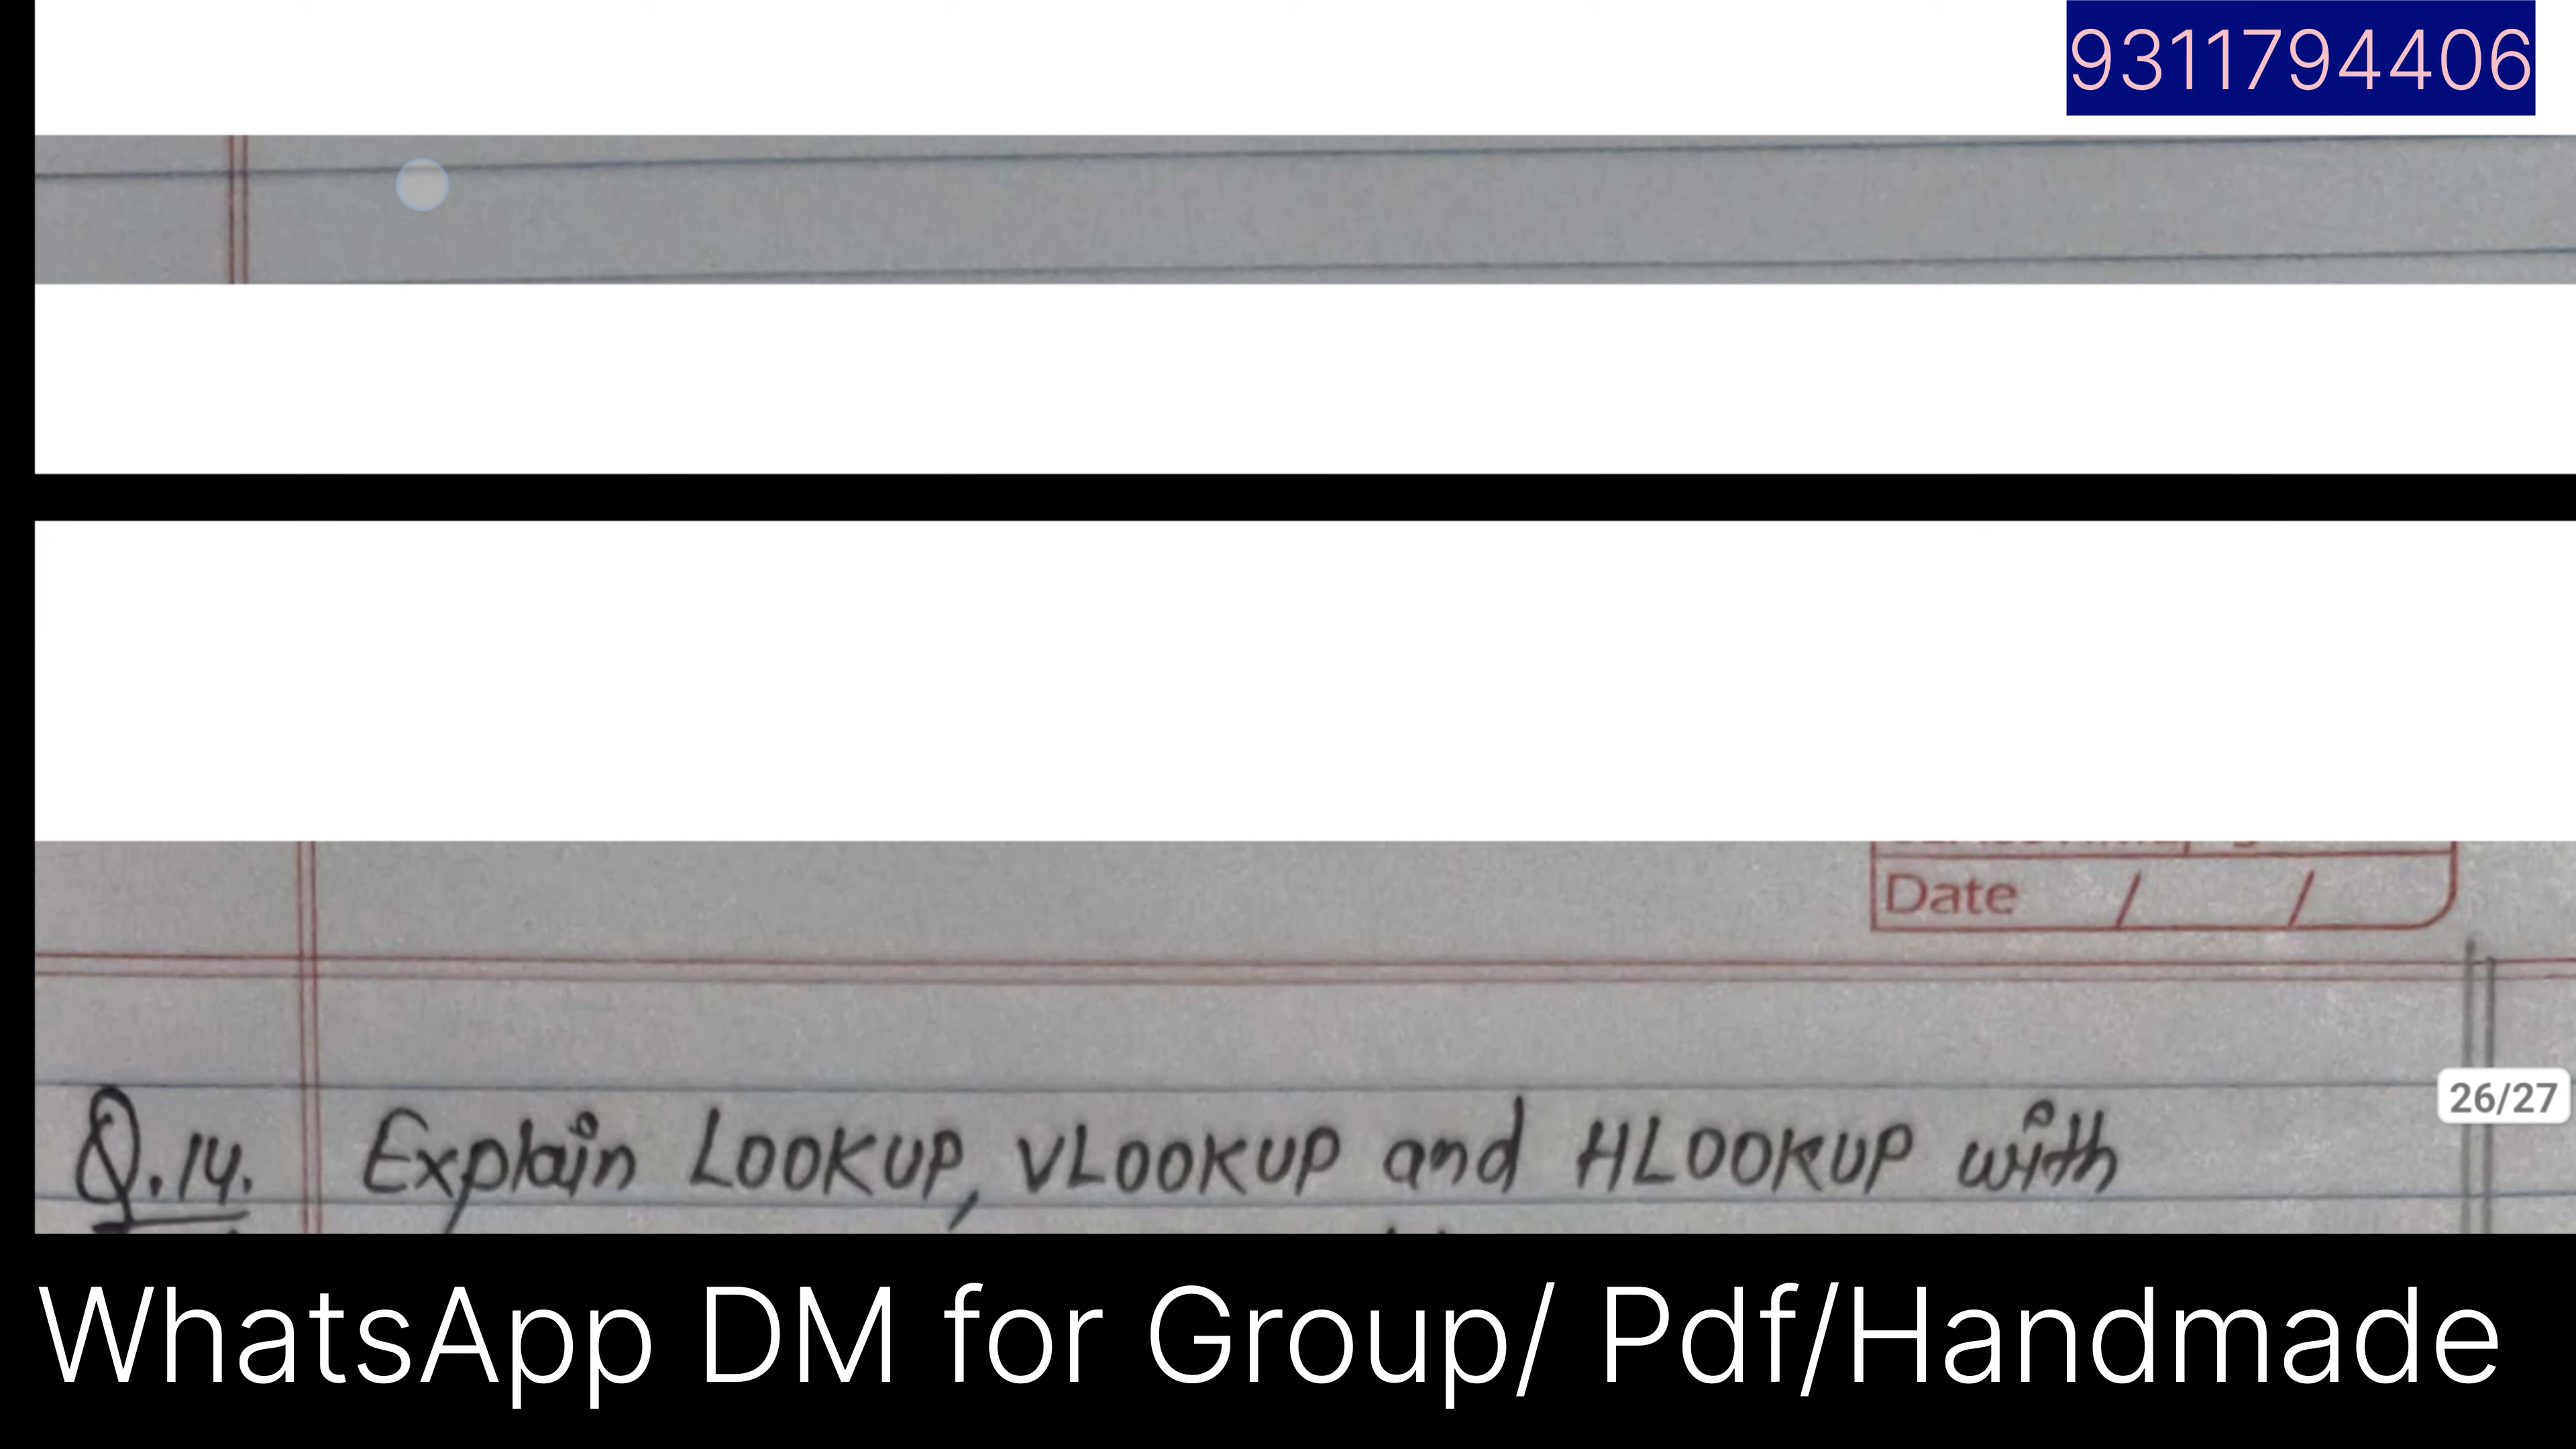 9311794406
Date / /
26/27
Q.14. Explain LOOKUP, VLOOKUP and HLOOKUP with
WhatsApp DM for Group/ Pdf/Handmade